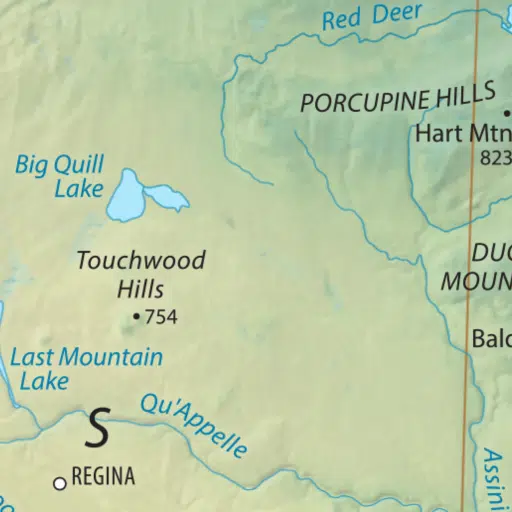 Red Deer
PORCUPINE HILLS
Hart Mtn
823
Big Quill
Lake
Touchwood
Hills
754
DUC
MOUN
Bald
Last Mountain
Lake
S
Qu'Appelle
REGINA
Assini